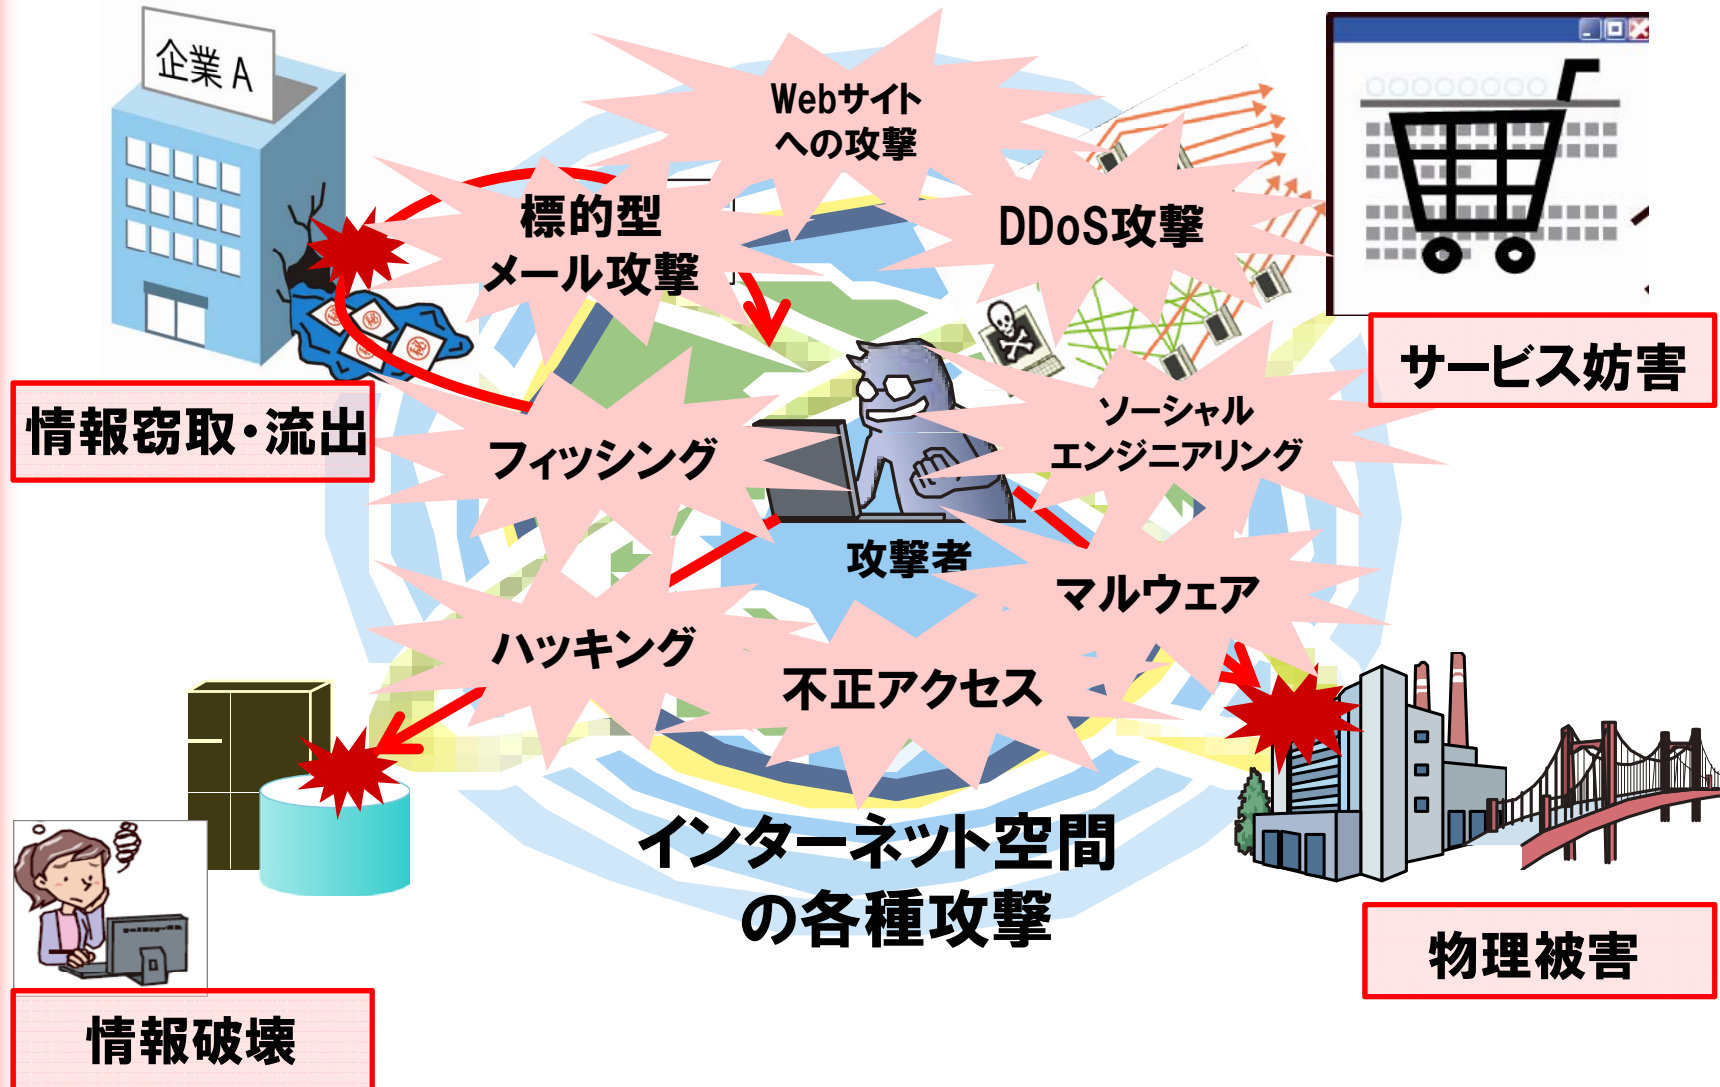 企業 A
Webサイト
への攻撃
標的型
メール攻撃
DDoS攻撃
サービス妨害
㊙
㊙
㊙
㊙
情報窃取・流出
フィッシング
ソーシャル
エンジニアリング
攻撃者
マルウェア
ハッキング
不正アクセス
インターネット空間
の各種攻撃
物理被害
情報破壊